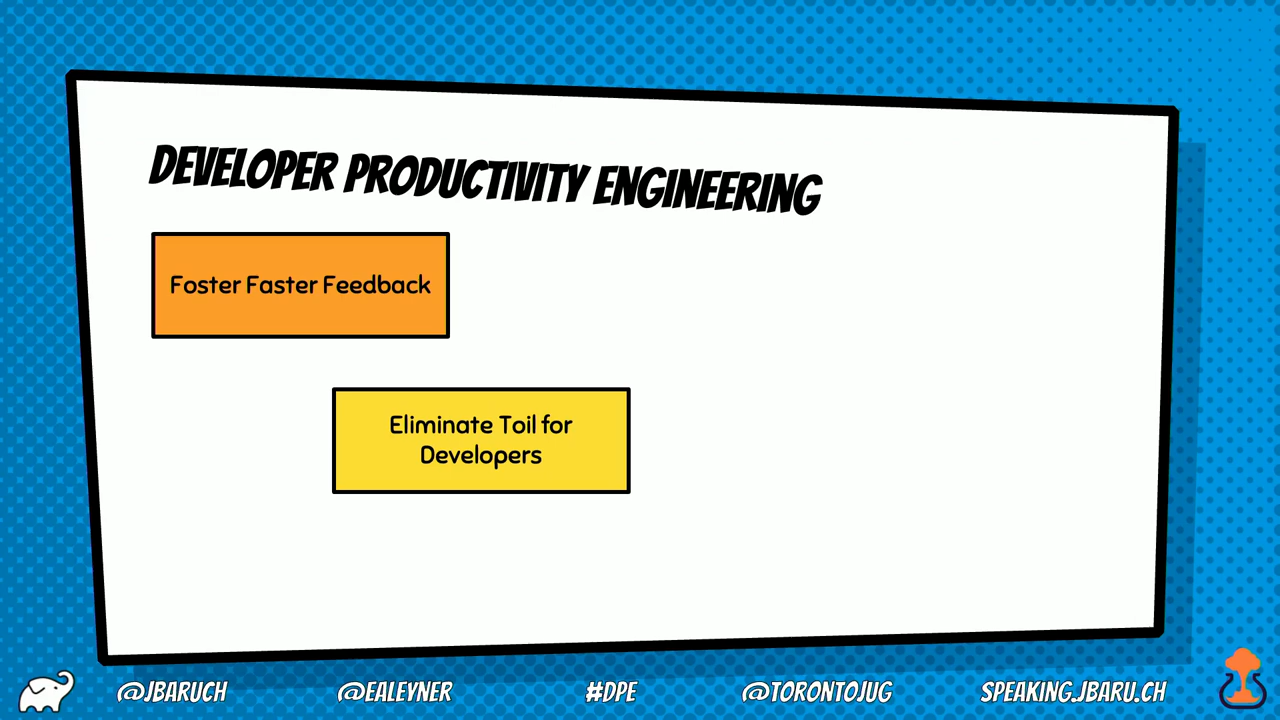 DEVELOPER PRODUCTIVITY ENGINEERING
Foster Faster Feedback
Eliminate Toil for
Developers
@JBARUCH
@EALEYNER
#DPE
@TORONTOJUG
SPEAKING.JBARU.CH